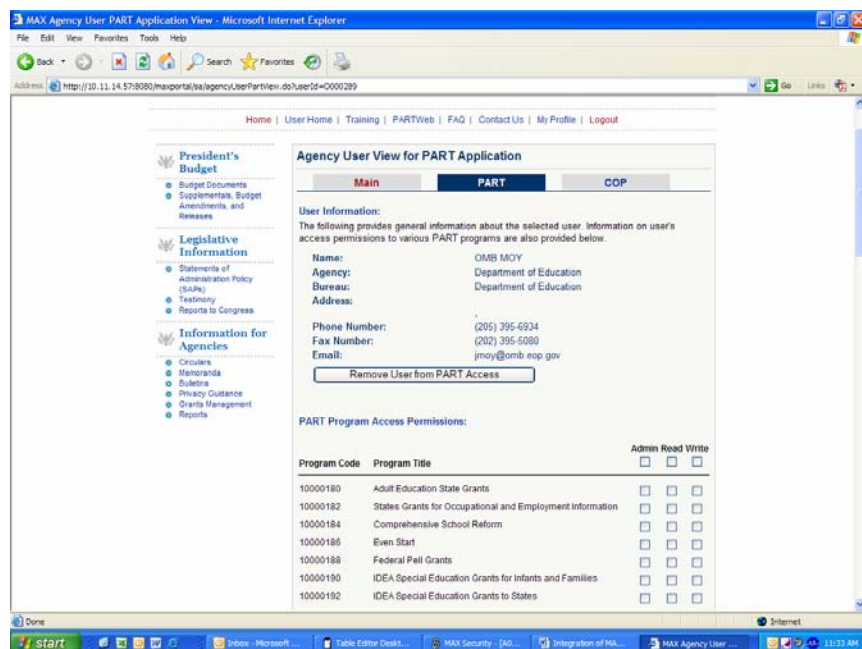 MAX Agency User PART Application View - Microsoft Internet Explorer
File Edit View Favorites Tools Help
Back Search Favorites
Address http://10.11.14.57:8080/maxportal/sa/agencyUserPartView.do?userId=O000289 Go Links
Home | User Home | Training | PARTWeb | FAQ | Contact Us | My Profile | Logout
President's
Budget
Budget Documents
Supplementals, Budget
Amendments, and
Releases
Legislative
Information
Statements of
Administration Policy
(SAPs)
Testimony
Reports to Congress
Information for
Agencies
Circulars
Memoranda
Bulletins
Privacy Guidance
Grants Management
Reports
Agency User View for PART Application
Main PART COP
User Information:
The following provides general information about the selected user. Information on user's
access permissions to various PART programs are also provided below.
Name: OMB MOY
Agency: Department of Education
Bureau: Department of Education
Address:
,
Phone Number: (205) 395-6934
Fax Number: (202) 395-5080
Email: jmoy@omb.eop.gov
Remove User from PART Access
PART Program Access Permissions:
Admin Read Write
Program Code Program Title
10000180 Adult Education State Grants
10000182 States Grants for Occupational and Employment Information
10000184 Comprehensive School Reform
10000186 Even Start
10000188 Federal Pell Grants
10000190 IDEA Special Education Grants for Infants and Families
10000192 IDEA Special Education Grants to States
Done Internet
start Inbox - Microsoft ... Table Editor Deskt... MAX Security - [A0... Integration of MA... MAX Agency User ... 11:33 AM